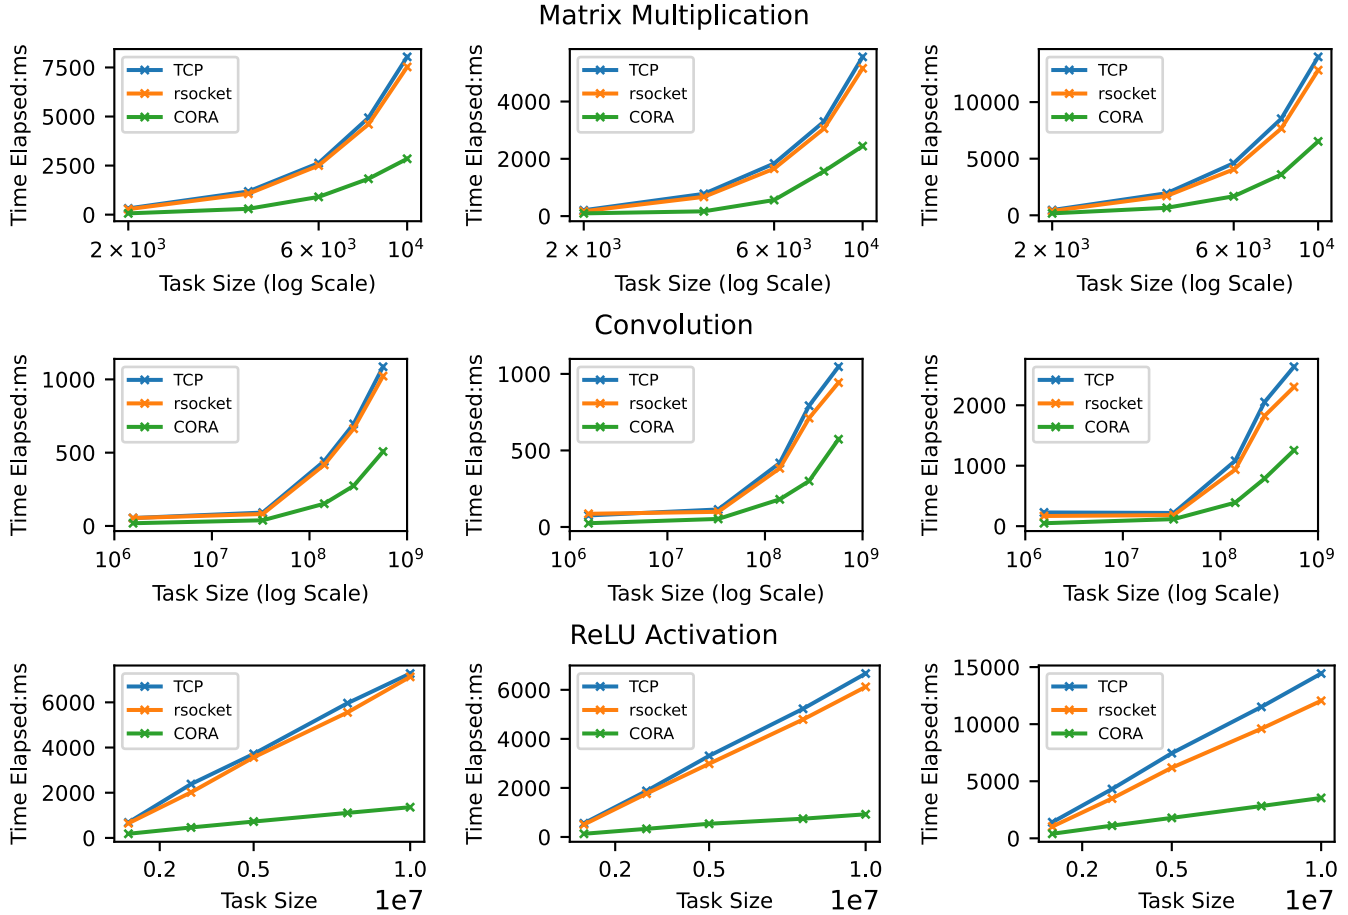 Matrix Multiplication
Time Elapsed:ms
7500
5000
2500
0
TCP
rsocket
CORA
2 × 10³
6 × 10³
10⁴
Task Size (log Scale)
Time Elapsed:ms
4000
2000
0
TCP
rsocket
CORA
2 × 10³
6 × 10³
10⁴
Task Size (log Scale)
Time Elapsed:ms
10000
5000
0
TCP
rsocket
CORA
2 × 10³
6 × 10³
10⁴
Task Size (log Scale)
Convolution
Time Elapsed:ms
1000
500
0
TCP
rsocket
CORA
10⁶
10⁷
10⁸
10⁹
Task Size (log Scale)
Time Elapsed:ms
1000
500
0
TCP
rsocket
CORA
10⁶
10⁷
10⁸
10⁹
Task Size (log Scale)
Time Elapsed:ms
2000
1000
0
TCP
rsocket
CORA
10⁶
10⁷
10⁸
10⁹
Task Size (log Scale)
ReLU Activation
Time Elapsed:ms
6000
4000
2000
0
TCP
rsocket
CORA
0.2
0.5
1.0
Task Size
1e7
Time Elapsed:ms
6000
4000
2000
0
TCP
rsocket
CORA
0.2
0.5
1.0
Task Size
1e7
Time Elapsed:ms
15000
10000
5000
0
TCP
rsocket
CORA
0.2
0.5
1.0
Task Size
1e7